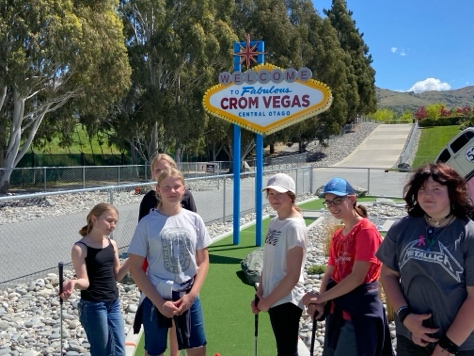 WELCOME
TO Fabulous
CROM VEGAS
CENTRAL OTAGO
METALLICA